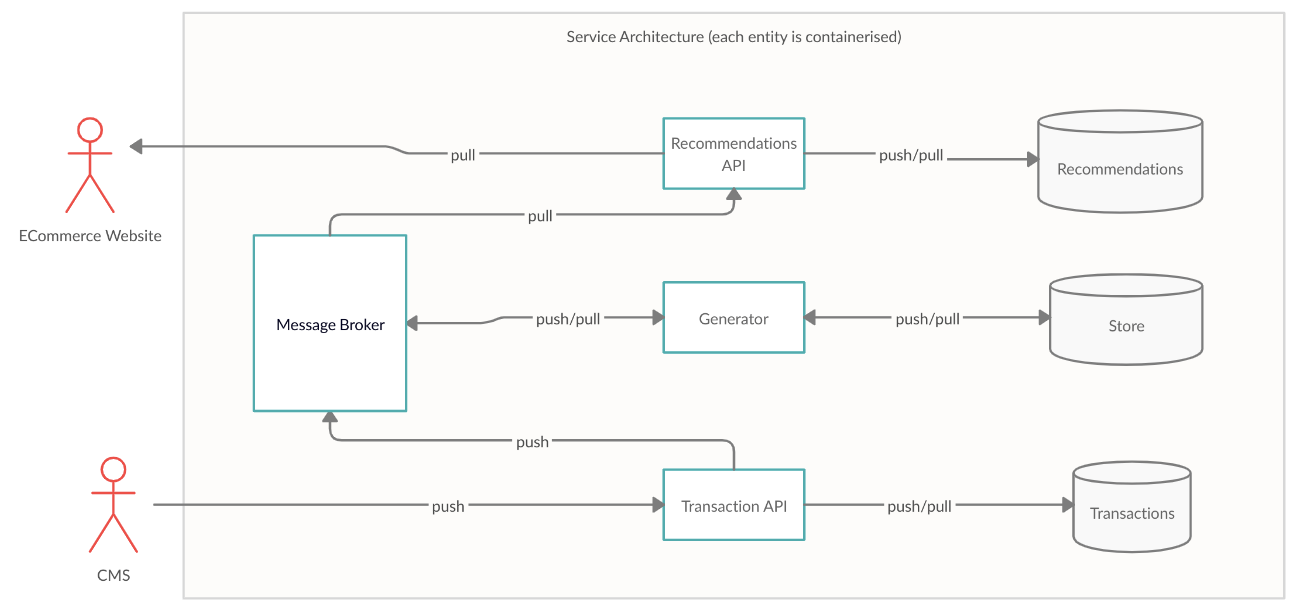 Service Architecture (each entity is containerised)
Recommendations
API
pull
push/pull
Recommendations
ECommerce Website
pull
Message Broker
push/pull
Generator
push/pull
Store
push
CMS
push
Transaction API
push/pull
Transactions